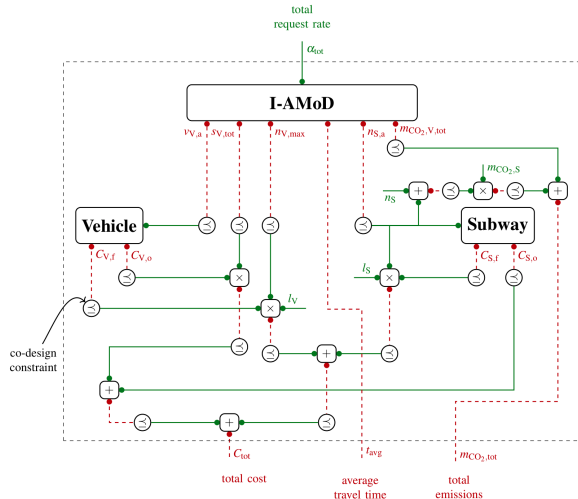 total
request rate
α_tot
I-AMoD
v_V,a
s_V,tot
n_V,max
n_S,a
m_CO₂,V,tot
⪯
m_CO₂,S
+
⪯
×
⪯
+
n_S
Vehicle
⪯
⪯
⪯
⪯
Subway
C_V,f
C_V,o
C_S,f
C_S,o
⪯
×
l_S
×
⪯
⪯
⪯
×
l_V
co-design
constraint
⪯
⪯
+
⪯
+
⪯
+
⪯
C_tot
t_avg
m_CO₂,tot
total cost
average
travel time
total
emissions